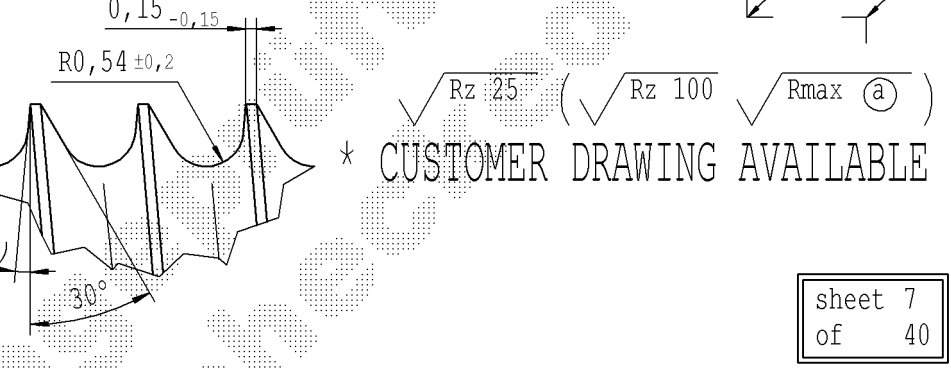 0,15 -0,15
R0,54 ±0,2
Rz 25 ( Rz 100 Rmax a )
* CUSTOMER DRAWING AVAILABLE
30°
sheet 7
of 40